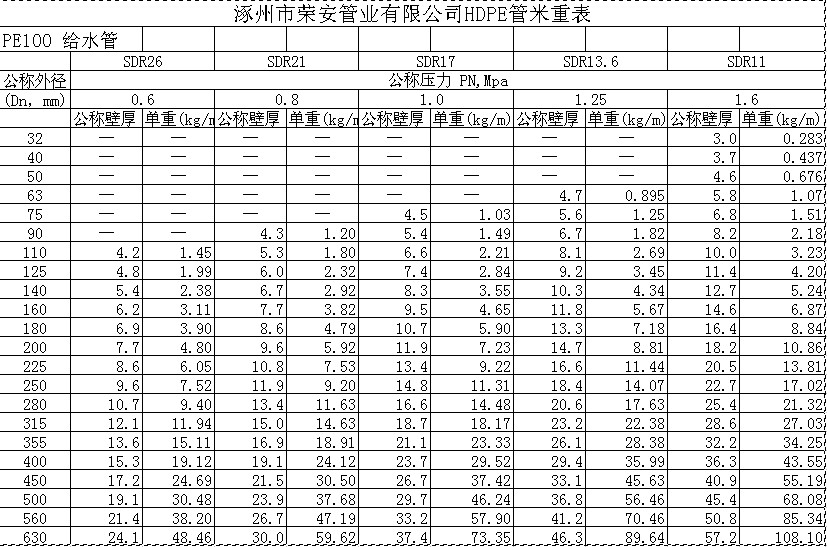 涿州市荣安管业有限公司HDPE管米重表
PE100 给水管
SDR26 SDR21 SDR17 SDR13.6 SDR11
公称外径 公称压力 PN,Mpa
(Dn, mm) 0.6 0.8 1.0 1.25 1.6
公称壁厚 单重(kg/m 公称壁厚 单重(kg/m 公称壁厚 单重(kg/m) 公称壁厚 单重(kg/m) 公称壁厚 单重(kg/m)
32 — — — — — — — — 3.0 0.283
40 — — — — — — — — 3.7 0.437
50 — — — — — — — — 4.6 0.676
63 — — — — — — 4.7 0.895 5.8 1.07
75 — — — — 4.5 1.03 5.6 1.25 6.8 1.51
90 — — 4.3 1.20 5.4 1.49 6.7 1.82 8.2 2.18
110 4.2 1.45 5.3 1.80 6.6 2.21 8.1 2.69 10.0 3.23
125 4.8 1.99 6.0 2.32 7.4 2.84 9.2 3.45 11.4 4.20
140 5.4 2.38 6.7 2.92 8.3 3.55 10.3 4.34 12.7 5.24
160 6.2 3.11 7.7 3.82 9.5 4.65 11.8 5.67 14.6 6.87
180 6.9 3.90 8.6 4.79 10.7 5.90 13.3 7.18 16.4 8.84
200 7.7 4.80 9.6 5.92 11.9 7.23 14.7 8.81 18.2 10.86
225 8.6 6.05 10.8 7.53 13.4 9.22 16.6 11.44 20.5 13.81
250 9.6 7.52 11.9 9.20 14.8 11.31 18.4 14.07 22.7 17.02
280 10.7 9.40 13.4 11.63 16.6 14.48 20.6 17.63 25.4 21.32
315 12.1 11.94 15.0 14.63 18.7 18.17 23.2 22.38 28.6 27.03
355 13.6 15.11 16.9 18.91 21.1 23.33 26.1 28.38 32.2 34.25
400 15.3 19.12 19.1 24.12 23.7 29.52 29.4 35.99 36.3 43.55
450 17.2 24.69 21.5 30.50 26.7 37.42 33.1 45.63 40.9 55.19
500 19.1 30.48 23.9 37.68 29.7 46.24 36.8 56.46 45.4 68.08
560 21.4 38.20 26.7 47.19 33.2 57.90 41.2 70.46 50.8 85.34
630 24.1 48.46 30.0 59.62 37.4 73.35 46.3 89.64 57.2 108.10